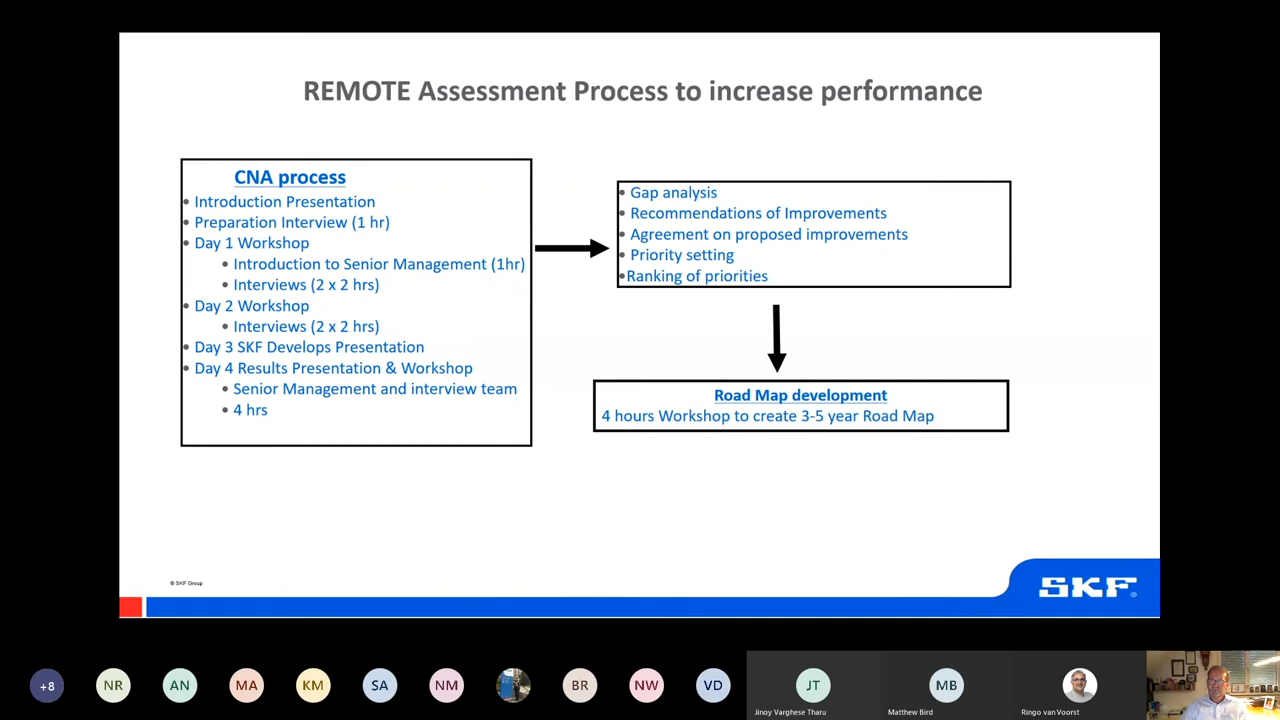 REMOTE Assessment Process to increase performance
CNA process
• Introduction Presentation
• Preparation Interview (1 hr)
• Day 1 Workshop
• Introduction to Senior Management (1hr)
• Interviews (2 x 2 hrs)
• Day 2 Workshop
• Interviews (2 x 2 hrs)
• Day 3 SKF Develops Presentation
• Day 4 Results Presentation & Workshop
• Senior Management and interview team
• 4 hrs
• Gap analysis
• Recommendations of Improvements
• Agreement on proposed improvements
• Priority setting
• Ranking of priorities
Road Map development
4 hours Workshop to create 3-5 year Road Map
© SKF Group
SKF®
+8
NR
AN
MA
KM
SA
NM
BR
NW
VD
JT
MB
Jinoy Varghese Tharu
Matthew Bird
Ringo van Voorst